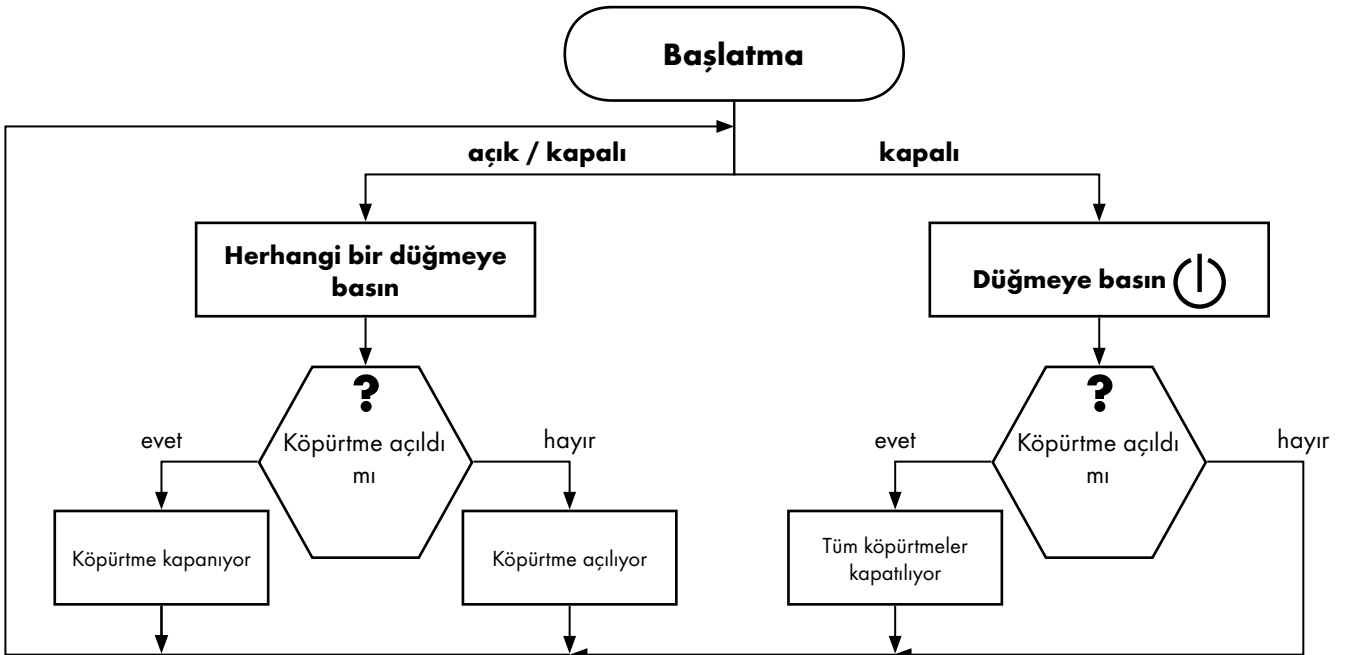 Başlatma
açık / kapalı
kapalı
Herhangi bir düğmeye
basın
Düğmeye basın
?
Köpürtme açıldı
mı
evet
hayır
?
Köpürtme açıldı
mı
evet
hayır
Köpürtme kapanıyor
Köpürtme açılıyor
Tüm köpürtmeler
kapatılıyor